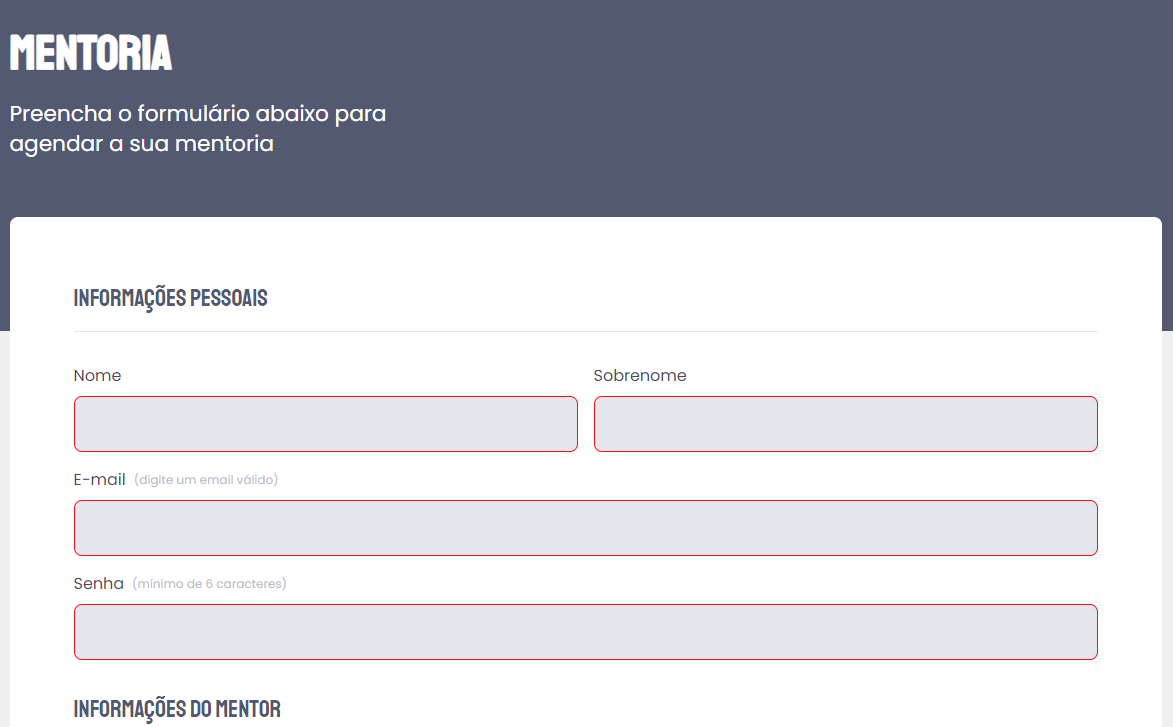 MENTORIA
Preencha o formulário abaixo para
agendar a sua mentoria
INFORMAÇÕES PESSOAIS
Nome
Sobrenome
E-mail (digite um email válido)
Senha (mínimo de 6 caracteres)
INFORMAÇÕES DO MENTOR